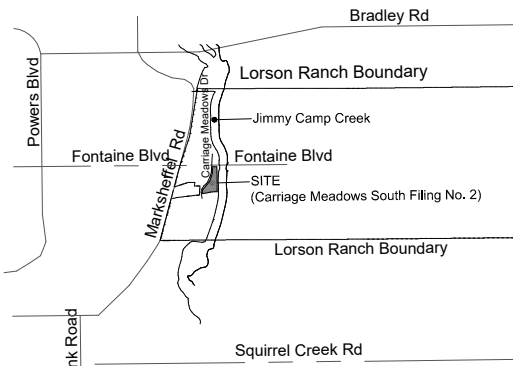 Bradley Rd
Powers Blvd
Lorson Ranch Boundary
Carriage Meadows Dr
Jimmy Camp Creek
Marksheffel Rd
Fontaine Blvd
Fontaine Blvd
SITE
(Carriage Meadows South Filing No. 2)
Lorson Ranch Boundary
nk Road
Squirrel Creek Rd